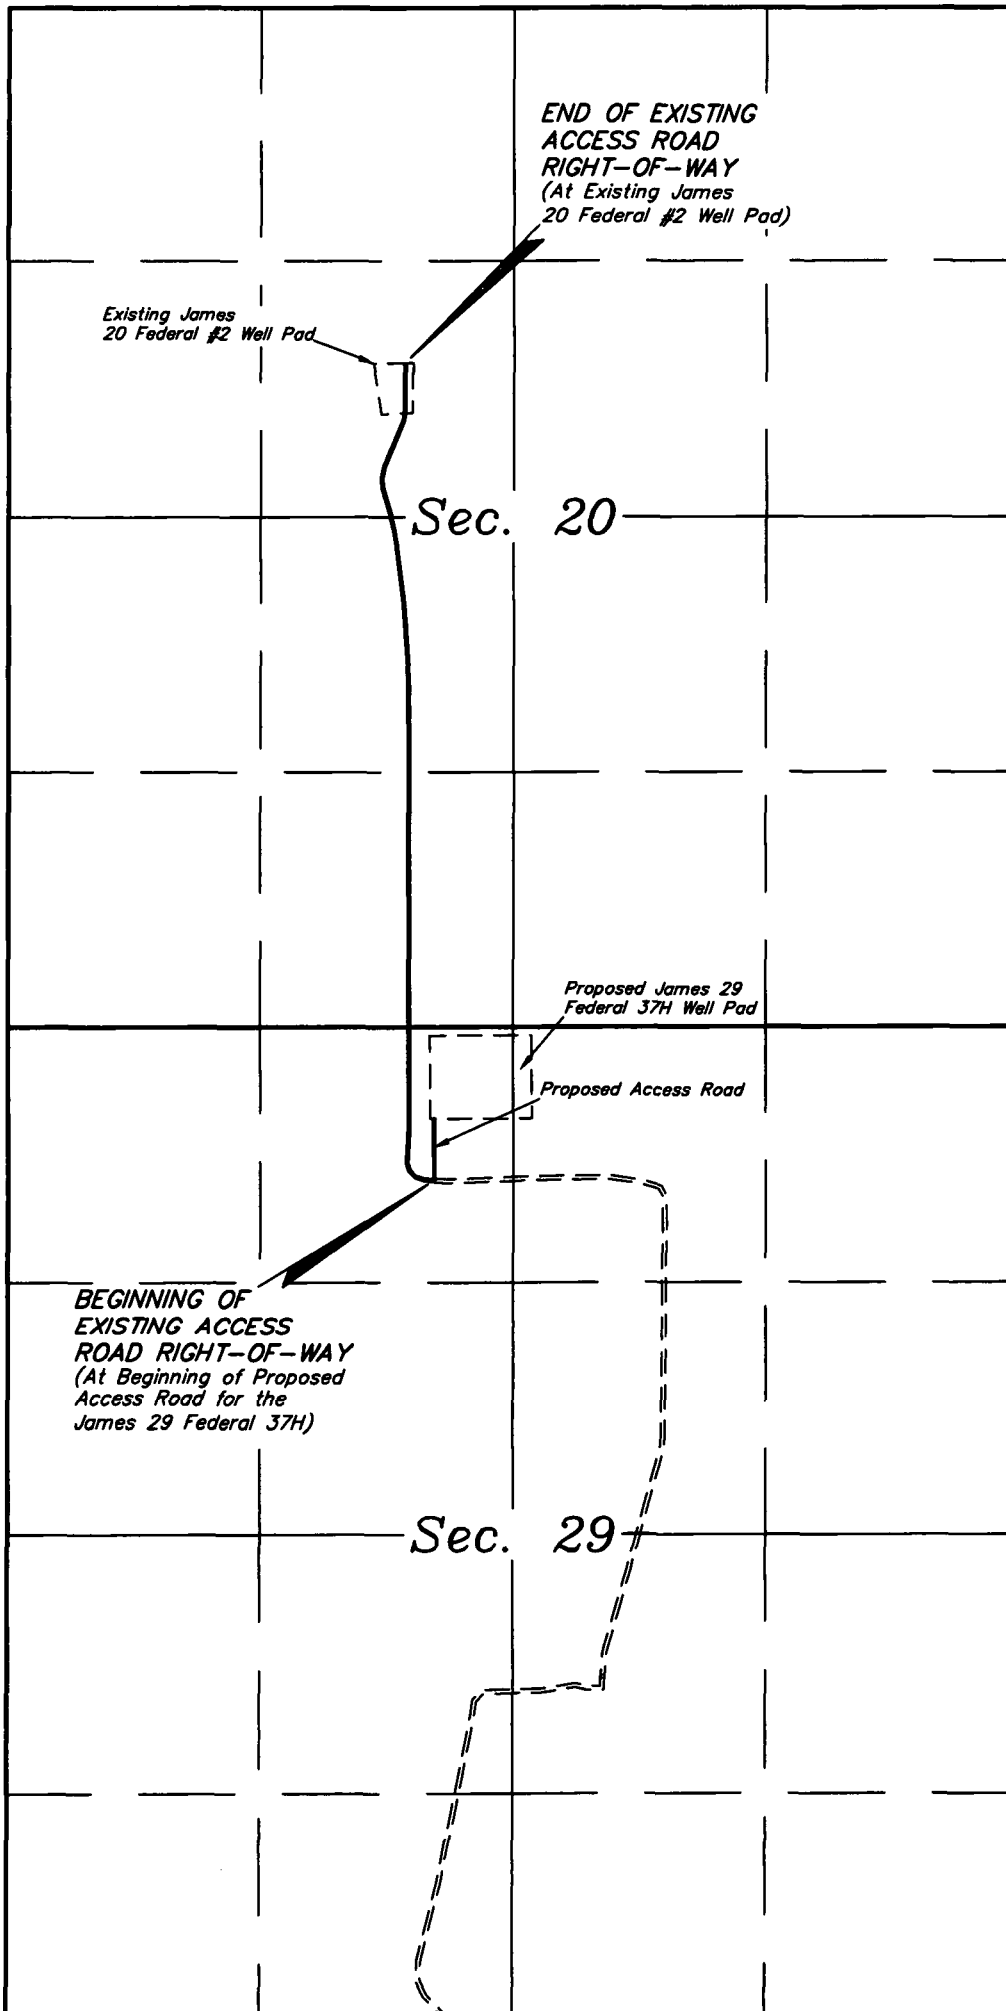 END OF EXISTING
ACCESS ROAD
RIGHT-OF-WAY
(At Existing James
20 Federal #2 Well Pad)
Existing James
20 Federal #2 Well Pad
Sec. 20
Proposed James 29
Federal 37H Well Pad
Proposed Access Road
BEGINNING OF
EXISTING ACCESS
ROAD RIGHT-OF-WAY
(At Beginning of Proposed
Access Road for the
James 29 Federal 37H)
Sec. 29